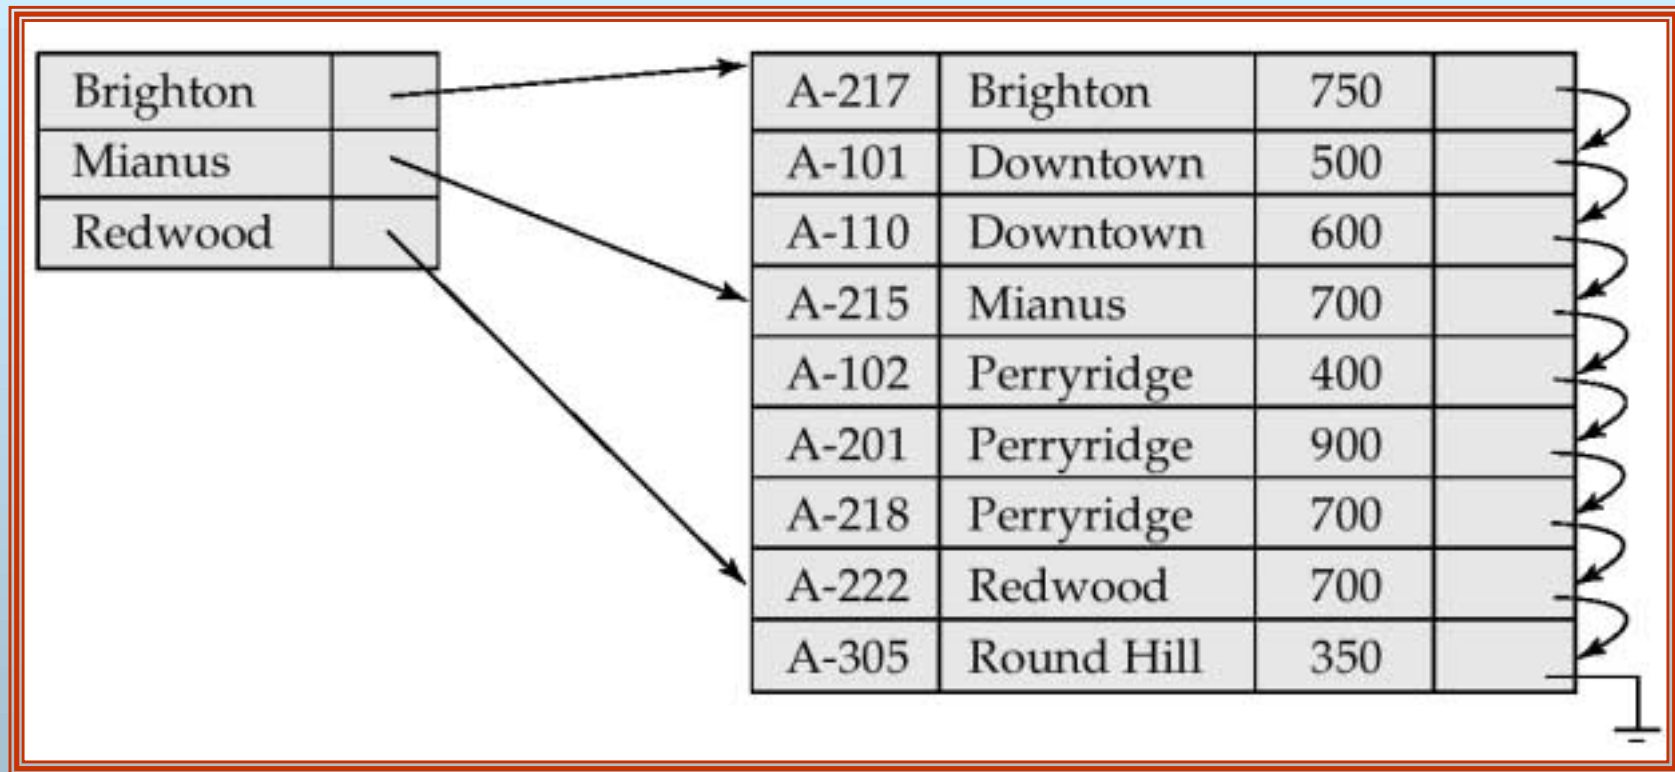 Brighton
Mianus
Redwood
A-217 Brighton 750
A-101 Downtown 500
A-110 Downtown 600
A-215 Mianus 700
A-102 Perryridge 400
A-201 Perryridge 900
A-218 Perryridge 700
A-222 Redwood 700
A-305 Round Hill 350